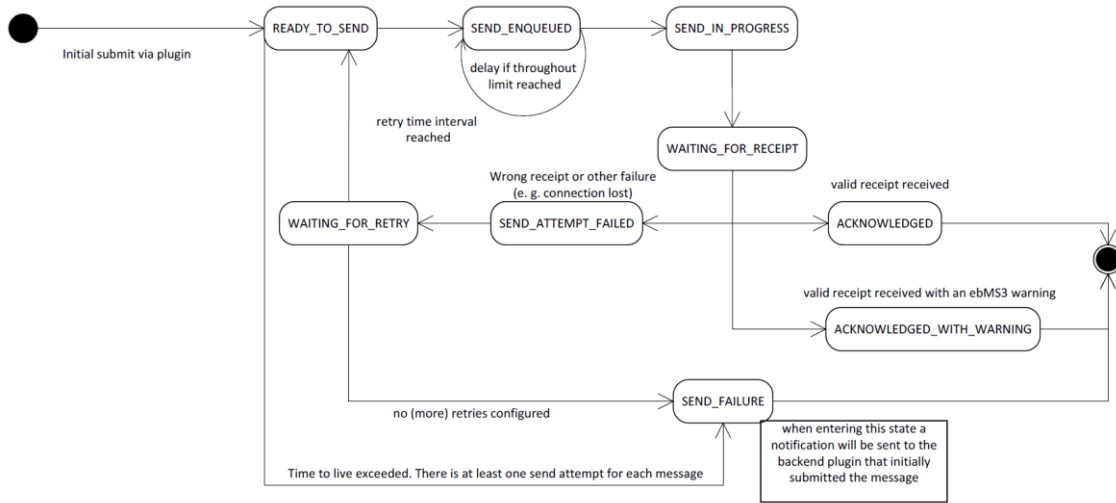 READY_TO_SEND
SEND_ENQUEUED
SEND_IN_PROGRESS
Initial submit via plugin
delay if throughout
limit reached
retry time interval
reached
WAITING_FOR_RECEIPT
Wrong receipt or other failure
(e. g. connection lost)
valid receipt received
WAITING_FOR_RETRY
SEND_ATTEMPT_FAILED
ACKNOWLEDGED
valid receipt received with an ebMS3 warning
ACKNOWLEDGED_WITH_WARNING
SEND_FAILURE
no (more) retries configured
when entering this state a
notification will be sent to the
backend plugin that initially
submitted the message
Time to live exceeded. There is at least one send attempt for each message